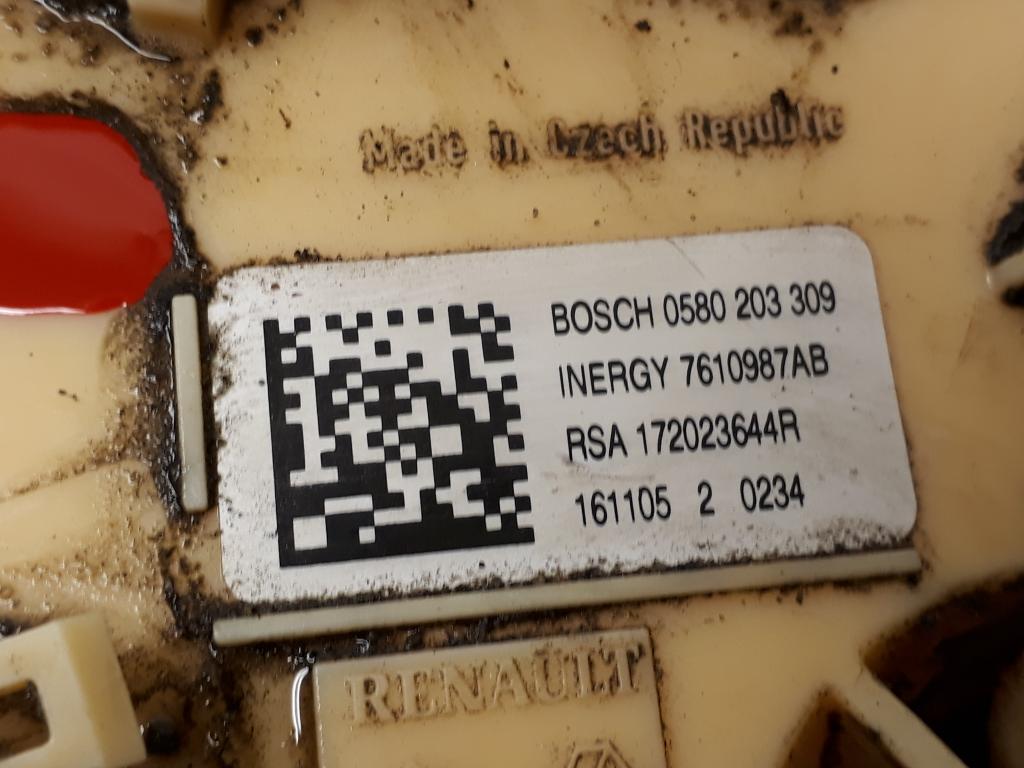 Made in Czech Republic
BOSCH 0580 203 309
INERGY 7610987AB
RSA 172023644R
161105 2 0234
RENAULT